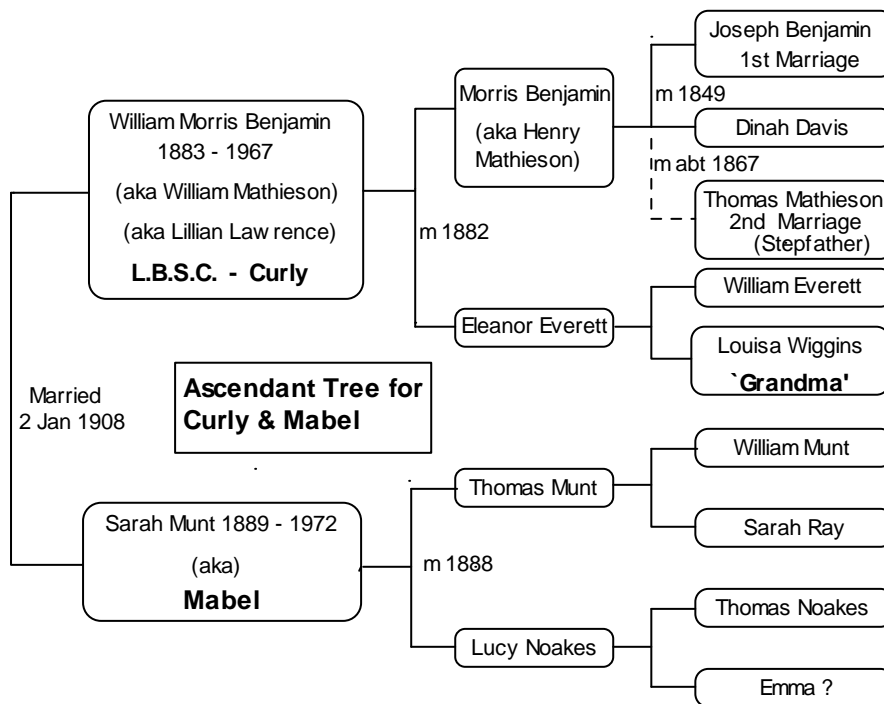 Joseph Benjamin
1st Marriage
m 1849
Morris Benjamin
(aka Henry
Mathieson)
Dinah Davis
m abt 1867
Thomas Mathieson
2nd Marriage
(Stepfather)
William Morris Benjamin
1883 - 1967
(aka William Mathieson)
(aka Lillian Law rence)
L.B.S.C. - Curly
m 1882
William Everett
Eleanor Everett
Louisa Wiggins
`Grandma'
Married
2 Jan 1908
Ascendant Tree for
Curly & Mabel
William Munt
Thomas Munt
Sarah Ray
Sarah Munt 1889 - 1972
(aka)
Mabel
m 1888
Thomas Noakes
Lucy Noakes
Emma ?